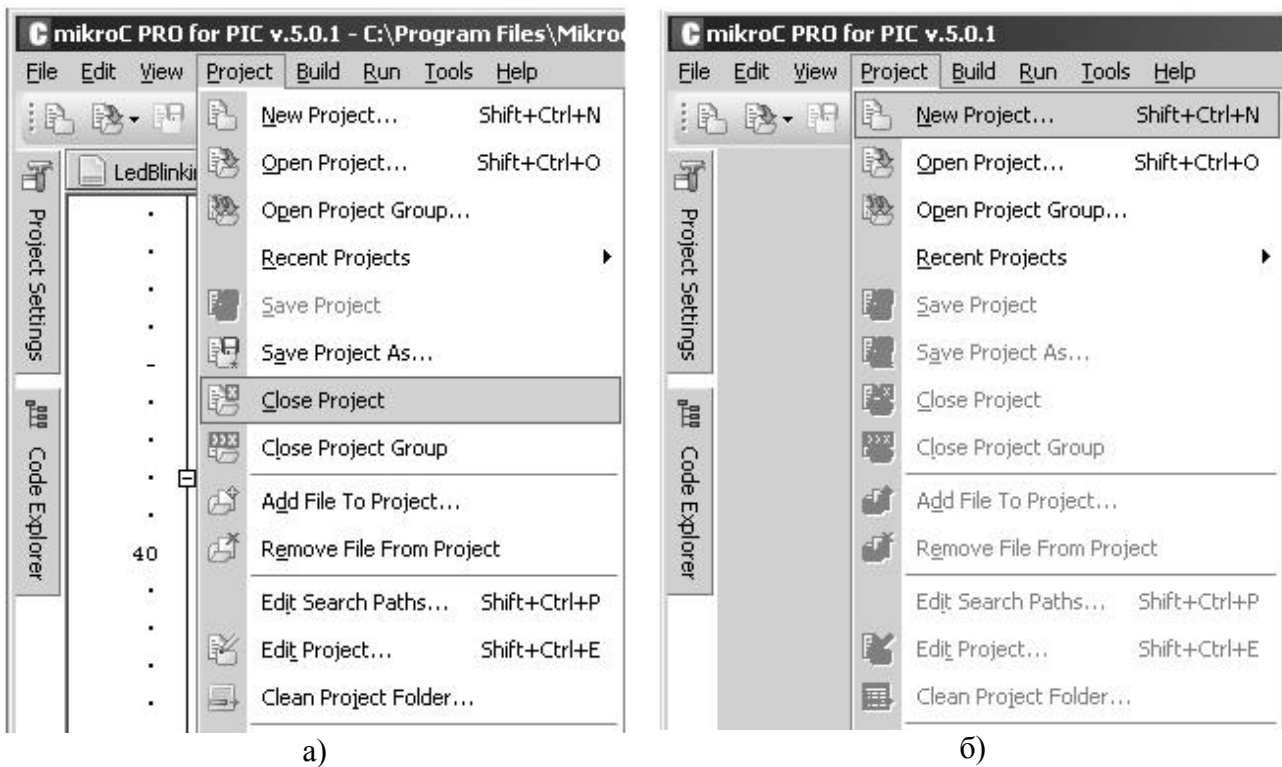 mikroC PRO for PIC v.5.0.1 - C:\Program Files\Mikro
File Edit View Project Build Run Tools Help
New Project... Shift+Ctrl+N
Open Project... Shift+Ctrl+O
Open Project Group...
Recent Projects
Save Project
Save Project As...
Close Project
Close Project Group
Add File To Project...
Remove File From Project
Edit Search Paths... Shift+Ctrl+P
Edit Project... Shift+Ctrl+E
Clean Project Folder...
LedBlinki
Project Settings
Code Explorer
40
а)
mikroC PRO for PIC v.5.0.1
File Edit View Project Build Run Tools Help
New Project... Shift+Ctrl+N
Open Project... Shift+Ctrl+O
Open Project Group...
Recent Projects
Save Project
Save Project As...
Close Project
Close Project Group
Add File To Project...
Remove File From Project
Edit Search Paths... Shift+Ctrl+P
Edit Project... Shift+Ctrl+E
Clean Project Folder...
Project Settings
Code Explorer
б)